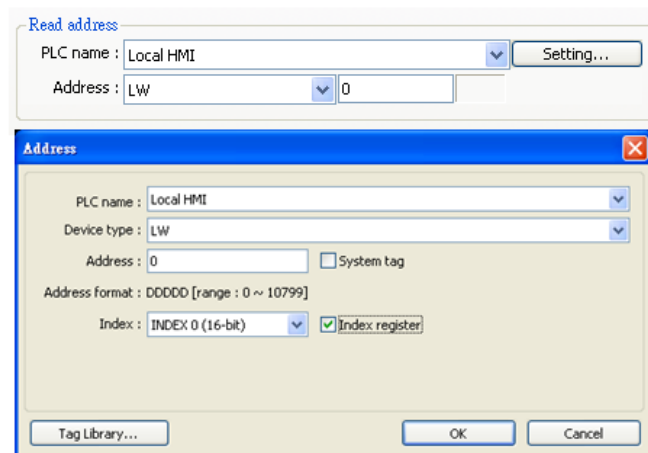 Read address
PLC name : Local HMI Setting...
Address : LW 0
Address
PLC name : Local HMI
Device type : LW
Address : 0 System tag
Address format : DDDDD [range : 0 ~ 10799]
Index : INDEX 0 (16-bit) Index register
Tag Library... OK Cancel